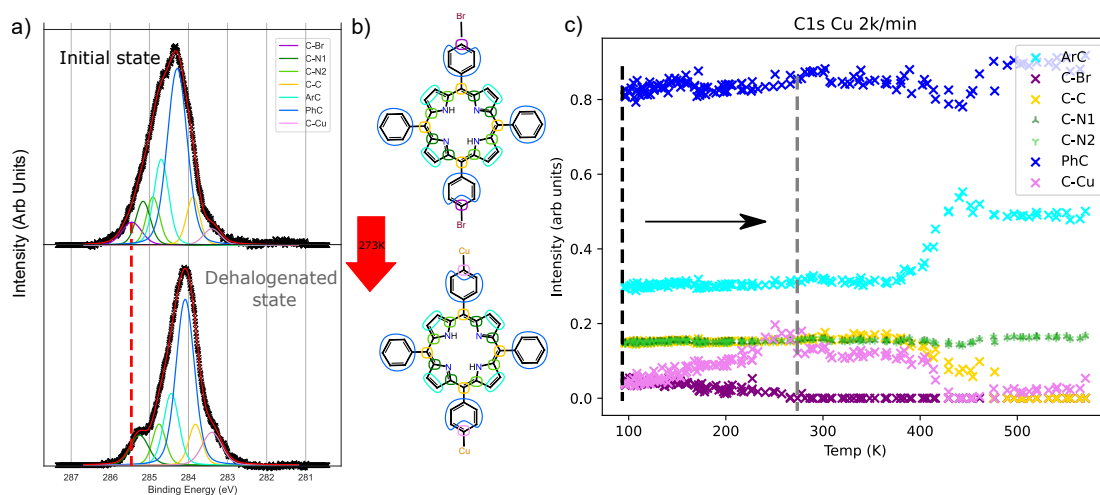 a)
Initial state
C-Br
C-N1
C-N2
C-C
ArC
PhC
C-Cu
Dehalogenated
state
Intensity (Arb Units)
287 286 285 284 283 282 281
Binding Energy (eV)
b)
Br
NH N
N HN
Br
273K
Cu
NH N
N HN
Cu
c)
C1s Cu 2k/min
ArC
C-Br
C-C
C-N1
C-N2
PhC
C-Cu
Intensity (arb units)
0.8
0.6
0.4
0.2
0.0
100 200 300 400 500
Temp (K)